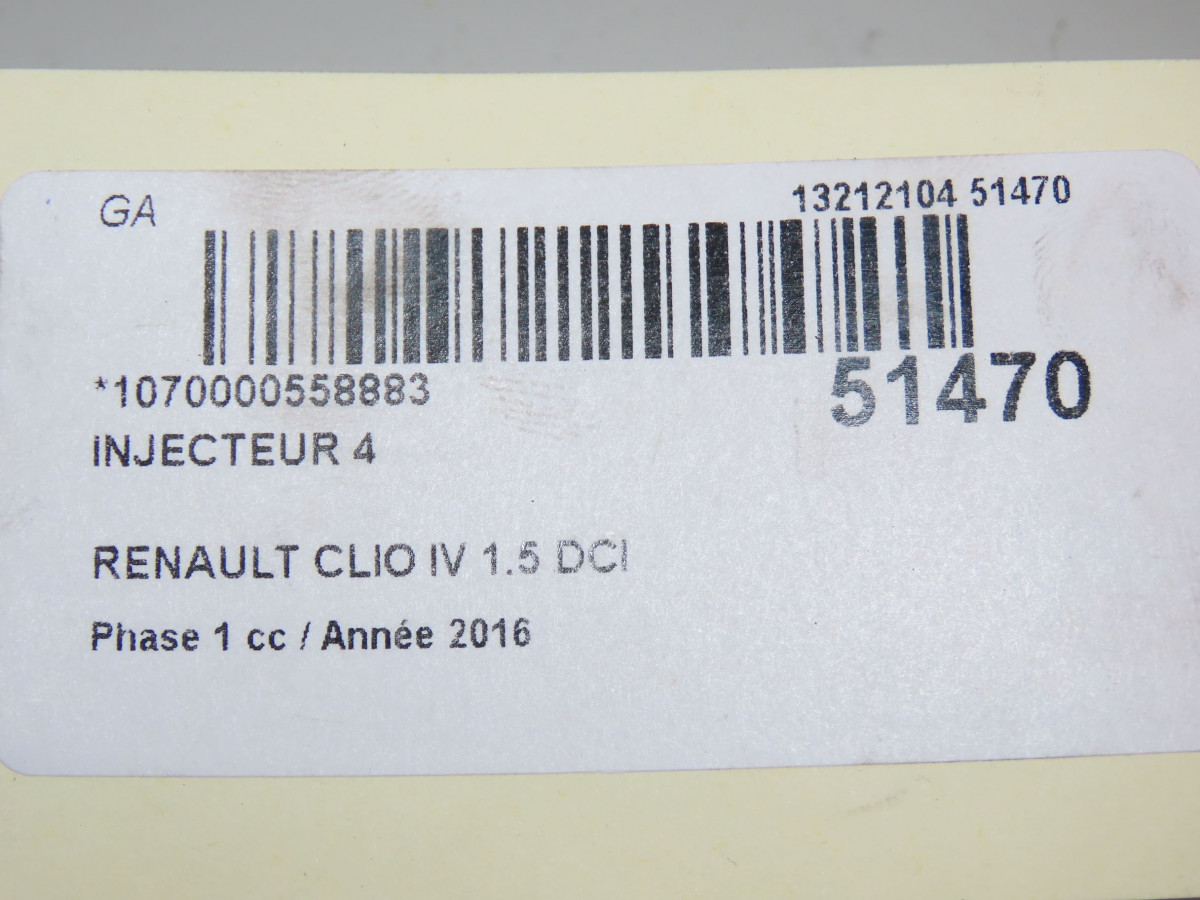 GA
13212104 51470
*1070000558883
51470
INJECTEUR 4
RENAULT CLIO IV 1.5 DCI
Phase 1 cc / Année 2016